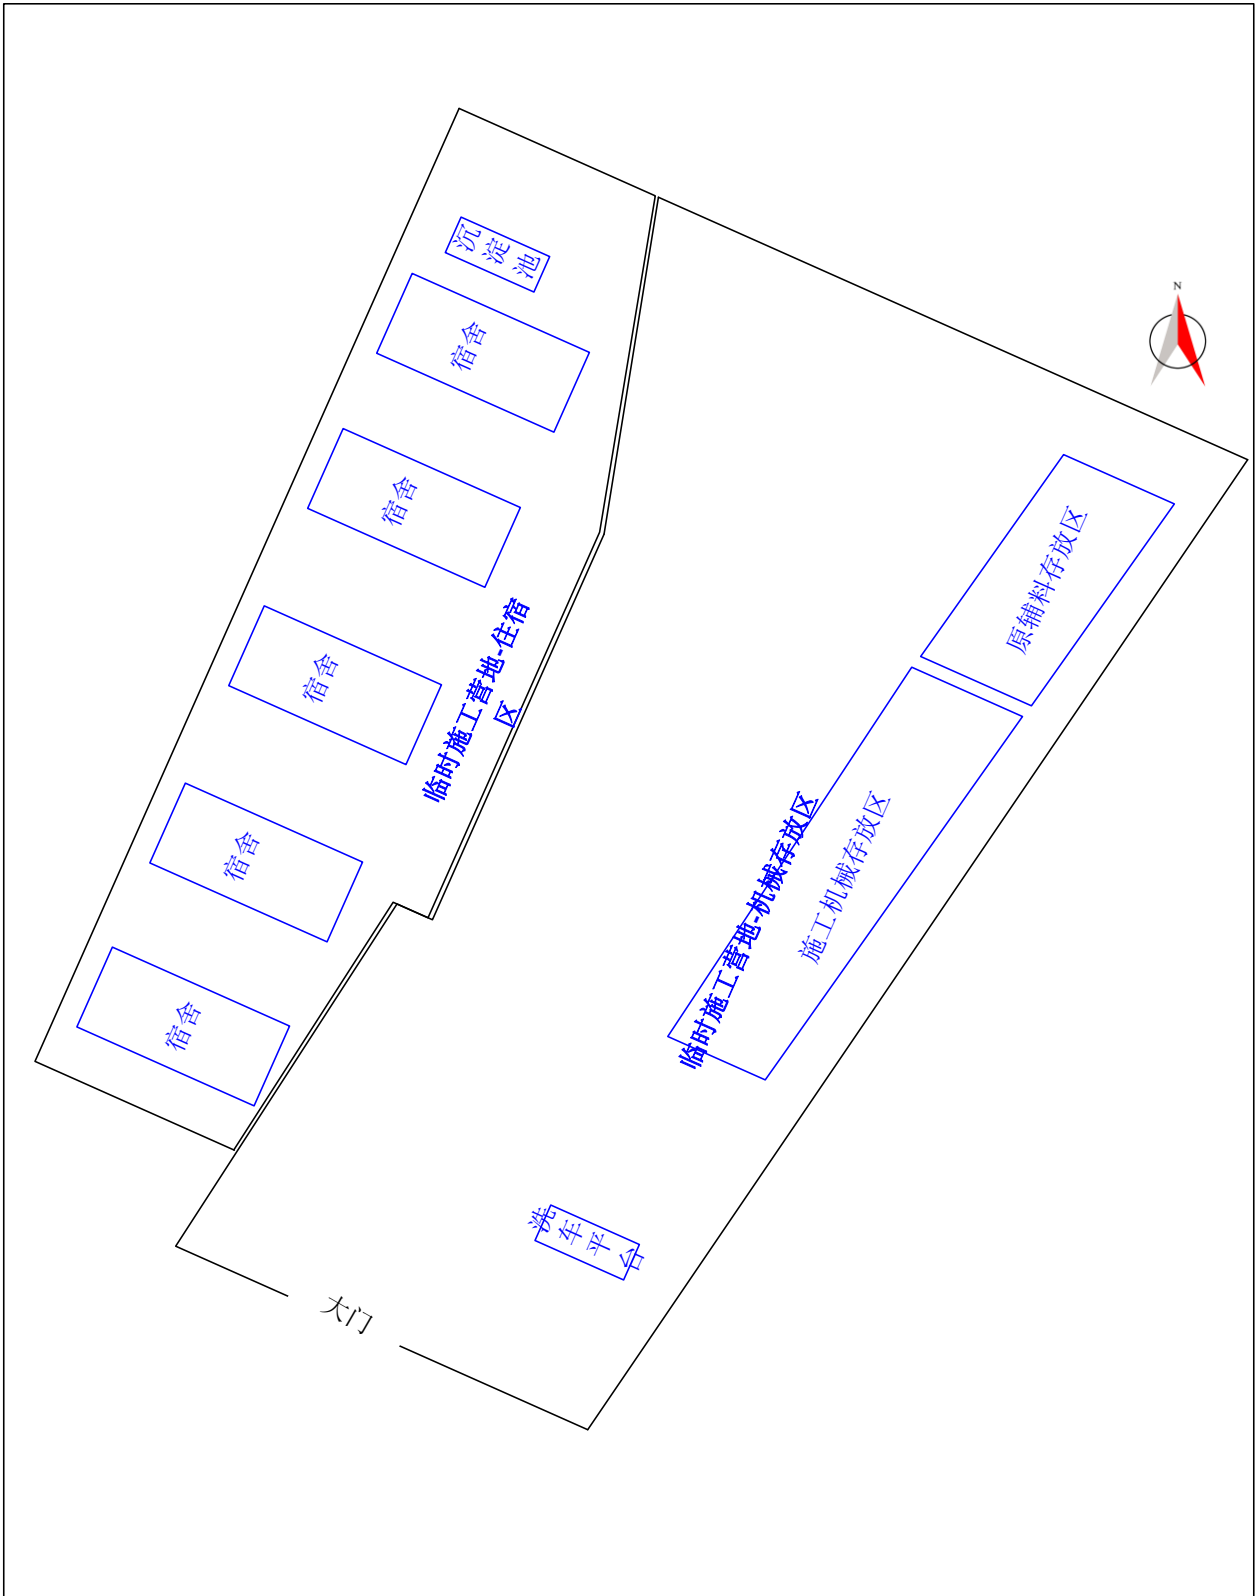 沉淀池
N
宿舍
宿舍
原辅料存放区
临时施工营地-住宿
区
宿舍
临时施工营地-机械存放区
施工机械存放区
宿舍
宿舍
洗车平台
大门